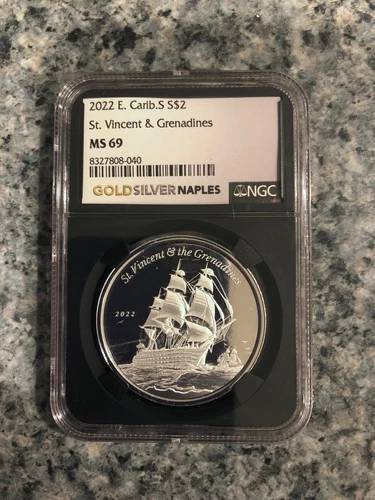 2022 E. Carib.S S$2
St. Vincent & Grenadines
MS 69
8327808-040
GOLDSILVER NAPLES NGC
St. Vincent & the Grenadines
2022